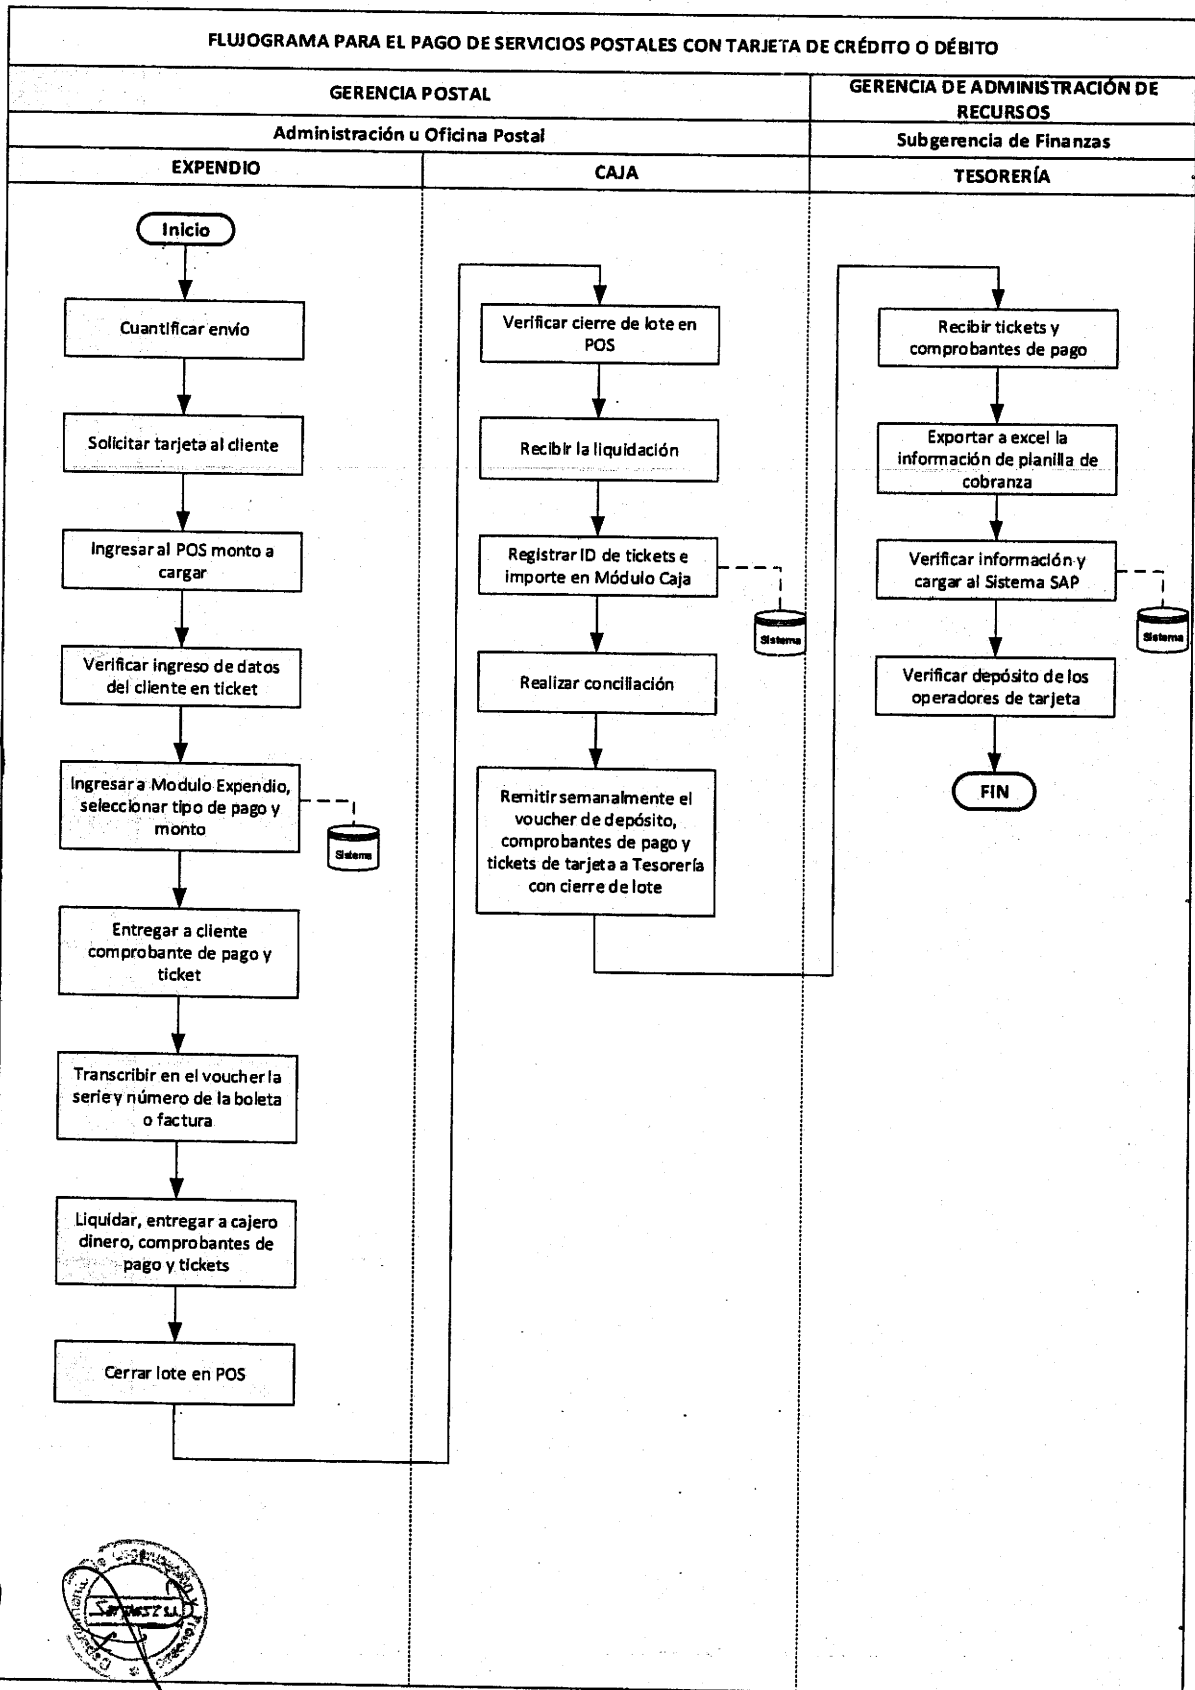 FLUJOGRAMA PARA EL PAGO DE SERVICIOS POSTALES CON TARJETA DE CRÉDITO O DÉBITO
GERENCIA POSTAL
GERENCIA DE ADMINISTRACIÓN DE
RECURSOS
Administración u Oficina Postal
Subgerencia de Finanzas
EXPENDIO
CAJA
TESORERÍA
Inicio
Cuantificar envío
Solicitar tarjeta al cliente
Ingresar al POS monto a
cargar
Verificar ingreso de datos
del cliente en ticket
Ingresar a Modulo Expendio,
seleccionar tipo de pago y
monto
Sistema
Entregar a cliente
comprobante de pago y
ticket
Transcribir en el voucher la
serie y número de la boleta
o factura
Liquidar, entregar a cajero
dinero, comprobantes de
pago y tickets
Cerrar lote en POS
Verificar cierre de lote en
POS
Recibir la liquidación
Registrar ID de tickets e
importe en Módulo Caja
Sistema
Realizar conciliación
Remitir semanalmente el
voucher de depósito,
comprobantes de pago y
tickets de tarjeta a Tesorería
con cierre de lote
Recibir tickets y
comprobantes de pago
Exportar a excel la
información de planilla de
cobranza
Verificar información y
cargar al Sistema SAP
Sistema
Verificar depósito de los
operadores de tarjeta
FIN